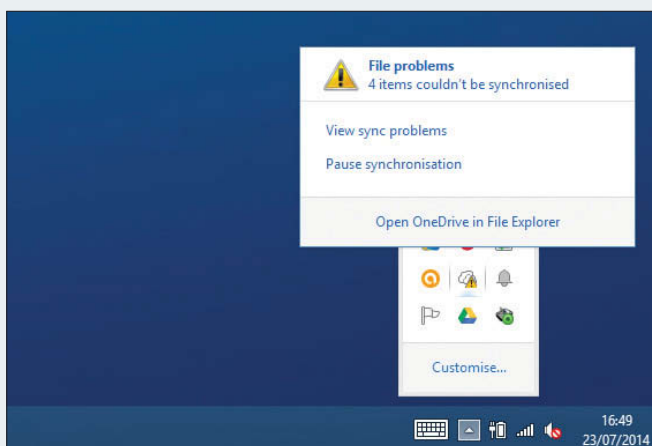 File problems
4 items couldn't be synchronised
View sync problems
Pause synchronisation
Open OneDrive in File Explorer
Customise...
16:49
23/07/2014